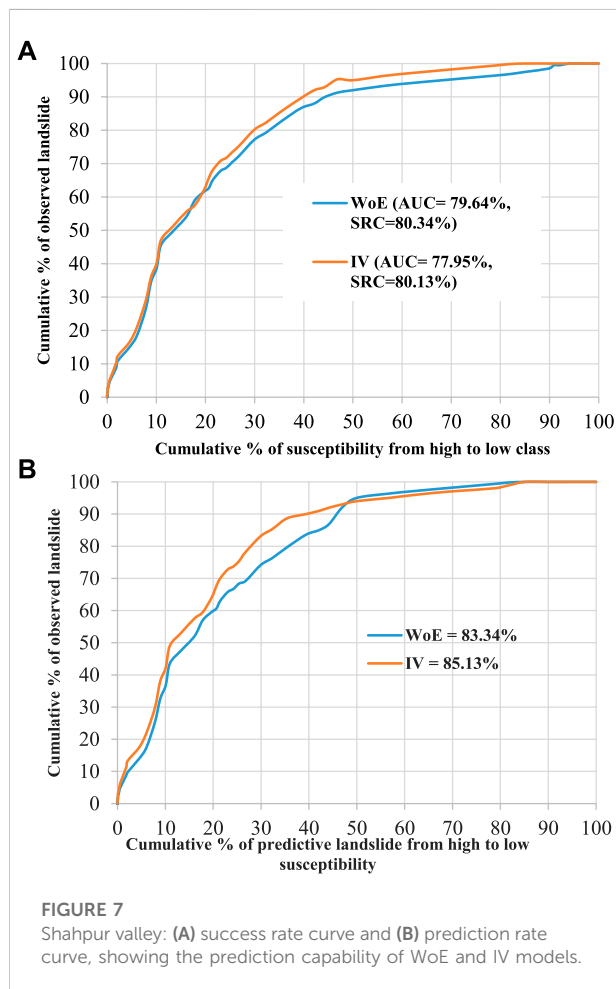 A
Cumulative % of observed landslide
100
90
80
70
60
50
40
30
20
10
0
WoE (AUC= 79.64%,
SRC=80.34%)
IV (AUC= 77.95%,
SRC=80.13%)
0 10 20 30 40 50 60 70 80 90 100
Cumulative % of susceptibility from high to low class
B
Cumulative % of observed landslide
100
90
80
70
60
50
40
30
20
10
0
WoE = 83.34%
IV = 85.13%
0 10 20 30 40 50 60 70 80 90 100
Cumulative % of predictive landslide from high to low
susceptibility
FIGURE 7
Shahpur valley: (A) success rate curve and (B) prediction rate
curve, showing the prediction capability of WoE and IV models.